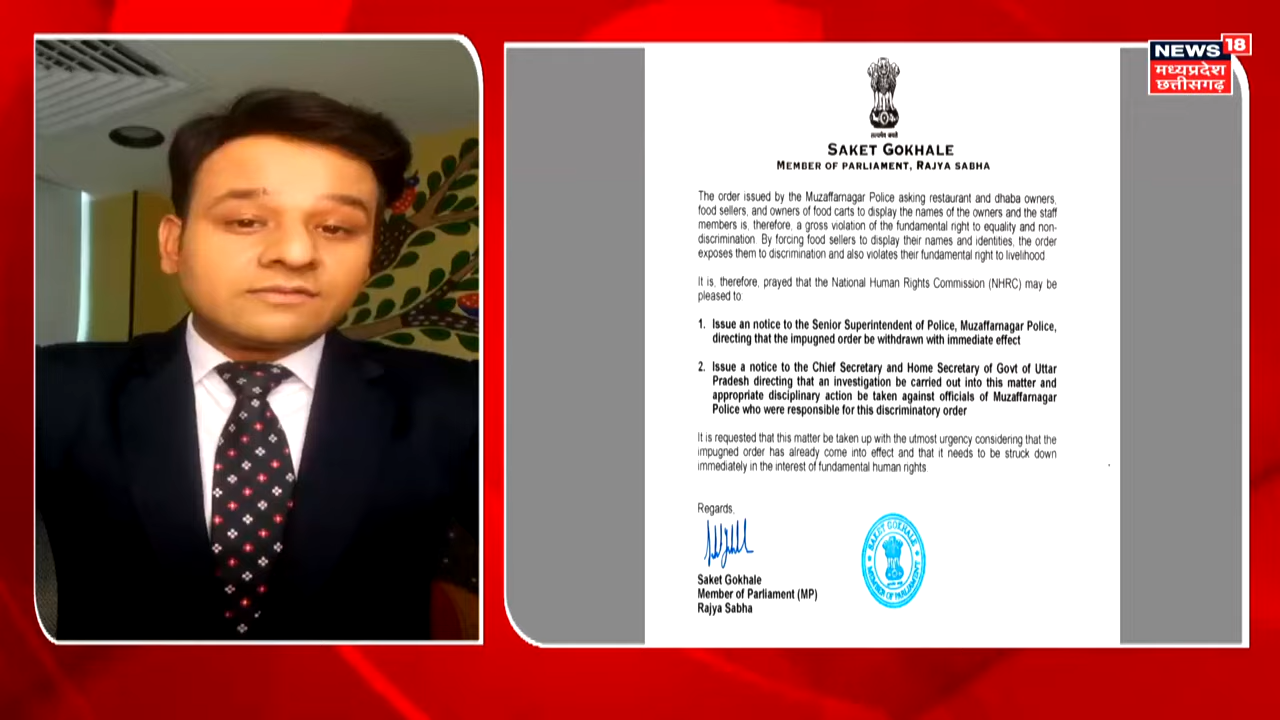 NEWS 18
मध्यप्रदेश
छत्तीसगढ़
सत्यमेव जयते
SAKET GOKHALE
MEMBER OF PARLIAMENT, RAJYA SABHA
The order issued by the Muzaffarnagar Police asking restaurant and dhaba owners,
food sellers, and owners of food carts to display the names of the owners and the staff
members is, therefore, a gross violation of the fundamental right to equality and non-
discrimination. By forcing food sellers to display their names and identities, the order
exposes them to discrimination and also violates their fundamental right to livelihood
It is, therefore, prayed that the National Human Rights Commission (NHRC) may be
pleased to:
1. Issue an notice to the Senior Superintendent of Police, Muzaffarnagar Police,
directing that the impugned order be withdrawn with immediate effect
2. Issue a notice to the Chief Secretary and Home Secretary of Govt of Uttar
Pradesh directing that an investigation be carried out into this matter and
appropriate disciplinary action be taken against officials of Muzaffarnagar
Police who were responsible for this discriminatory order
It is requested that this matter be taken up with the utmost urgency considering that the
impugned order has already come into effect and that it needs to be struck down
immediately in the interest of fundamental human rights.
Regards,
SAKET GOKHALE
MEMBER OF PARLIAMENT
Saket Gokhale
Member of Parliament (MP)
Rajya Sabha